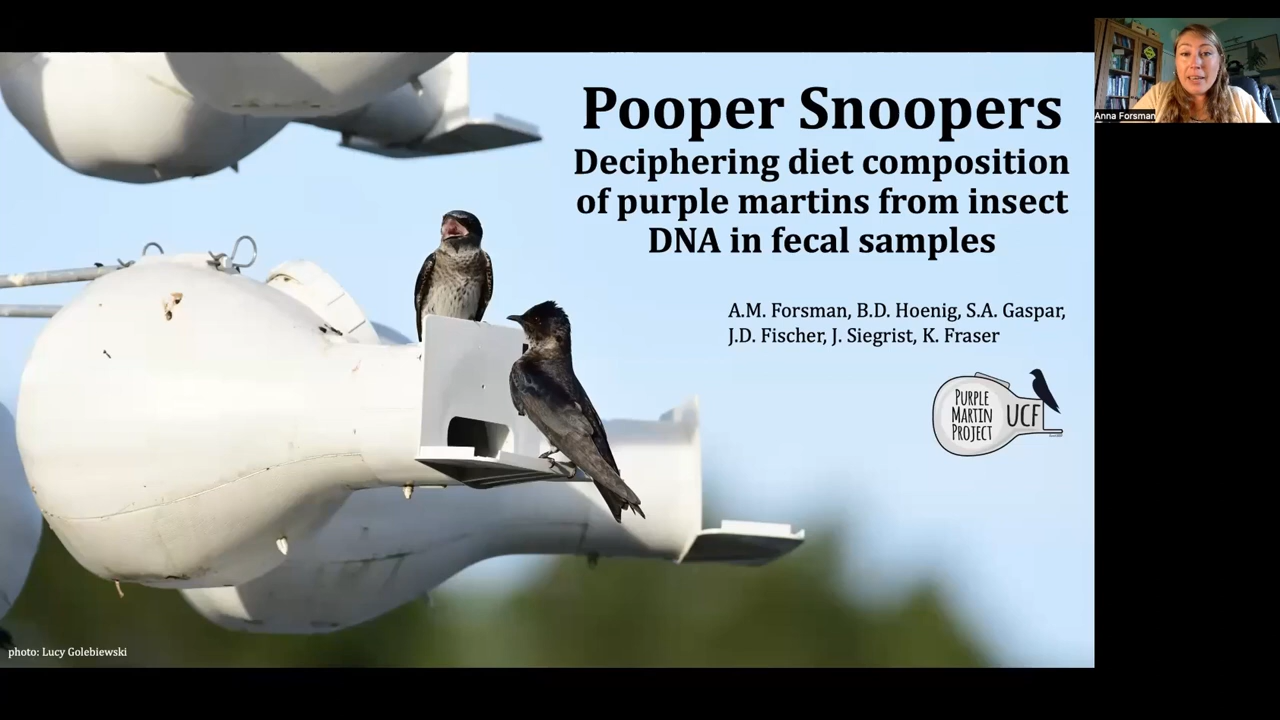 Pooper Snoopers
Deciphering diet composition
of purple martins from insect
DNA in fecal samples
A.M. Forsman, B.D. Hoenig, S.A. Gaspar,
J.D. Fischer, J. Siegrist, K. Fraser
PURPLE
MARTIN
PROJECT
UCF
photo: Lucy Golebiewski
Anna Forsman